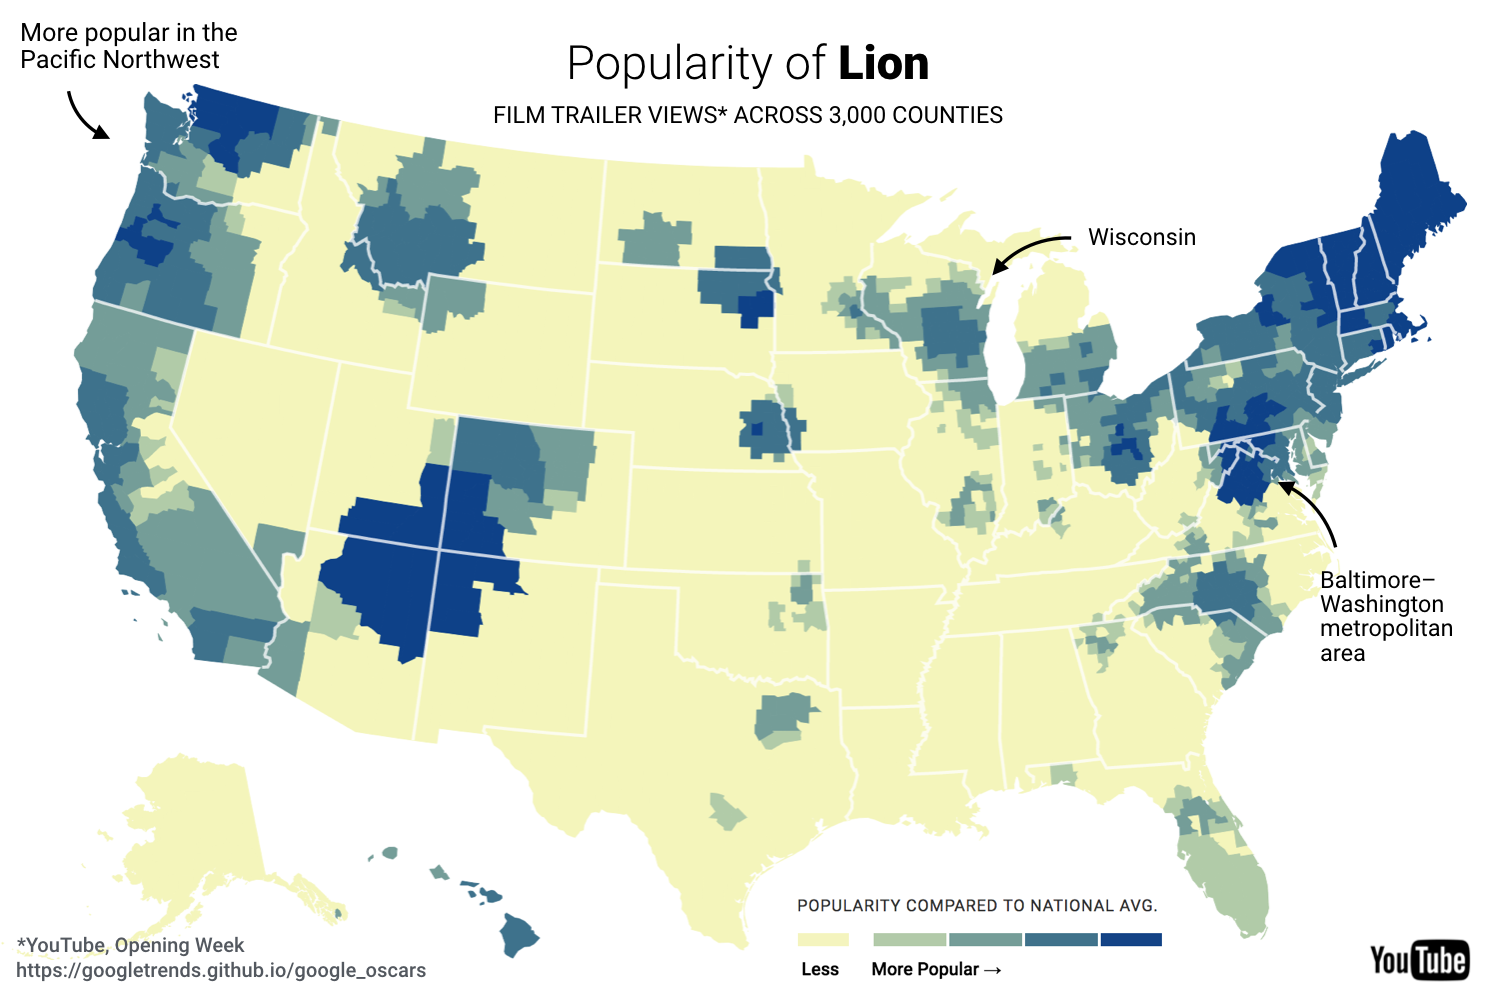 More popular in the
Pacific Northwest
Popularity of Lion
FILM TRAILER VIEWS* ACROSS 3,000 COUNTIES
Wisconsin
Baltimore–
Washington
metropolitan
area
POPULARITY COMPARED TO NATIONAL AVG.
Less
More Popular →
*YouTube, Opening Week
https://googletrends.github.io/google_oscars
YouTube